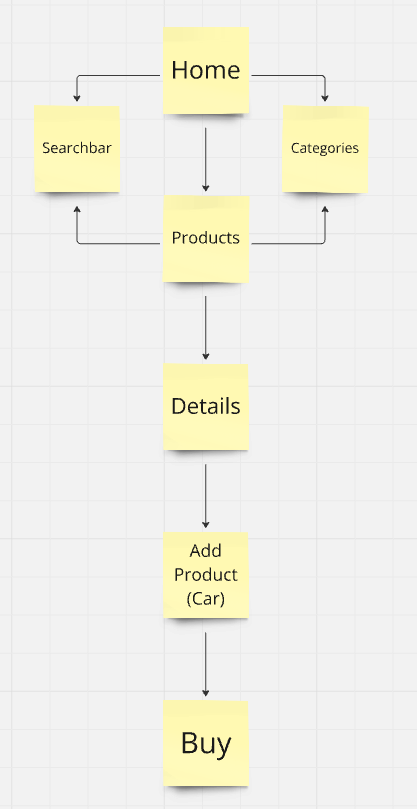 Home
Searchbar
Categories
Products
Details
Add
Product
(Car)
Buy